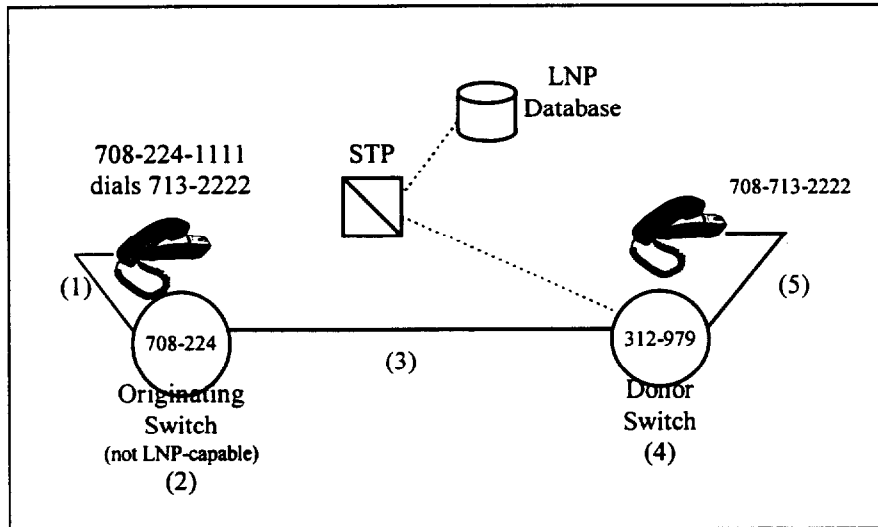 LNP
Database
STP
708-224-1111
dials 713-2222
708-713-2222
(1)
(5)
708-224
(3)
312-979
Originating
Switch
(not LNP-capable)
(2)
Donor
Switch
(4)